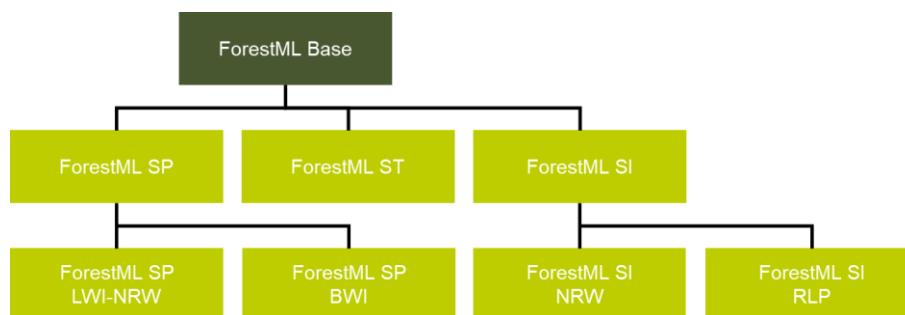 ForestML Base
ForestML SP
ForestML ST
ForestML SI
ForestML SP
LWI-NRW
ForestML SP
BWI
ForestML SI
NRW
ForestML SI
RLP